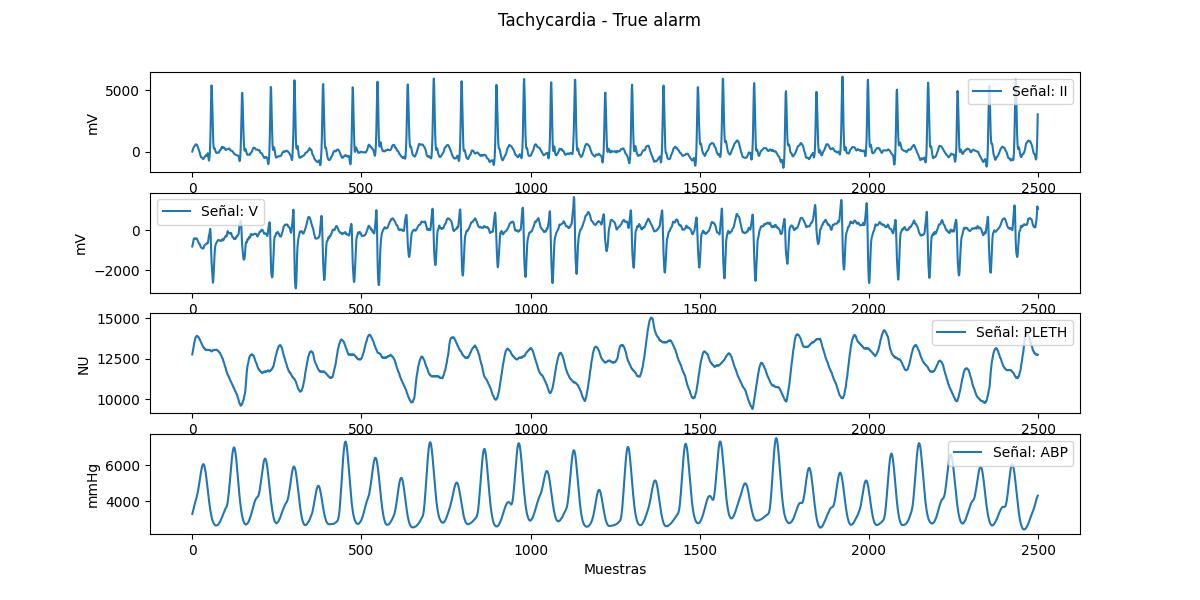 Tachycardia - True alarm
5000
0
mV
Señal: II
0 500 1000 1500 2000 2500
Señal: V
0
−2000
mV
0 500 1000 1500 2000 2500
15000
12500
10000
NU
Señal: PLETH
0 500 1000 1500 2000 2500
6000
4000
mmHg
Señal: ABP
0 500 1000 1500 2000 2500
Muestras